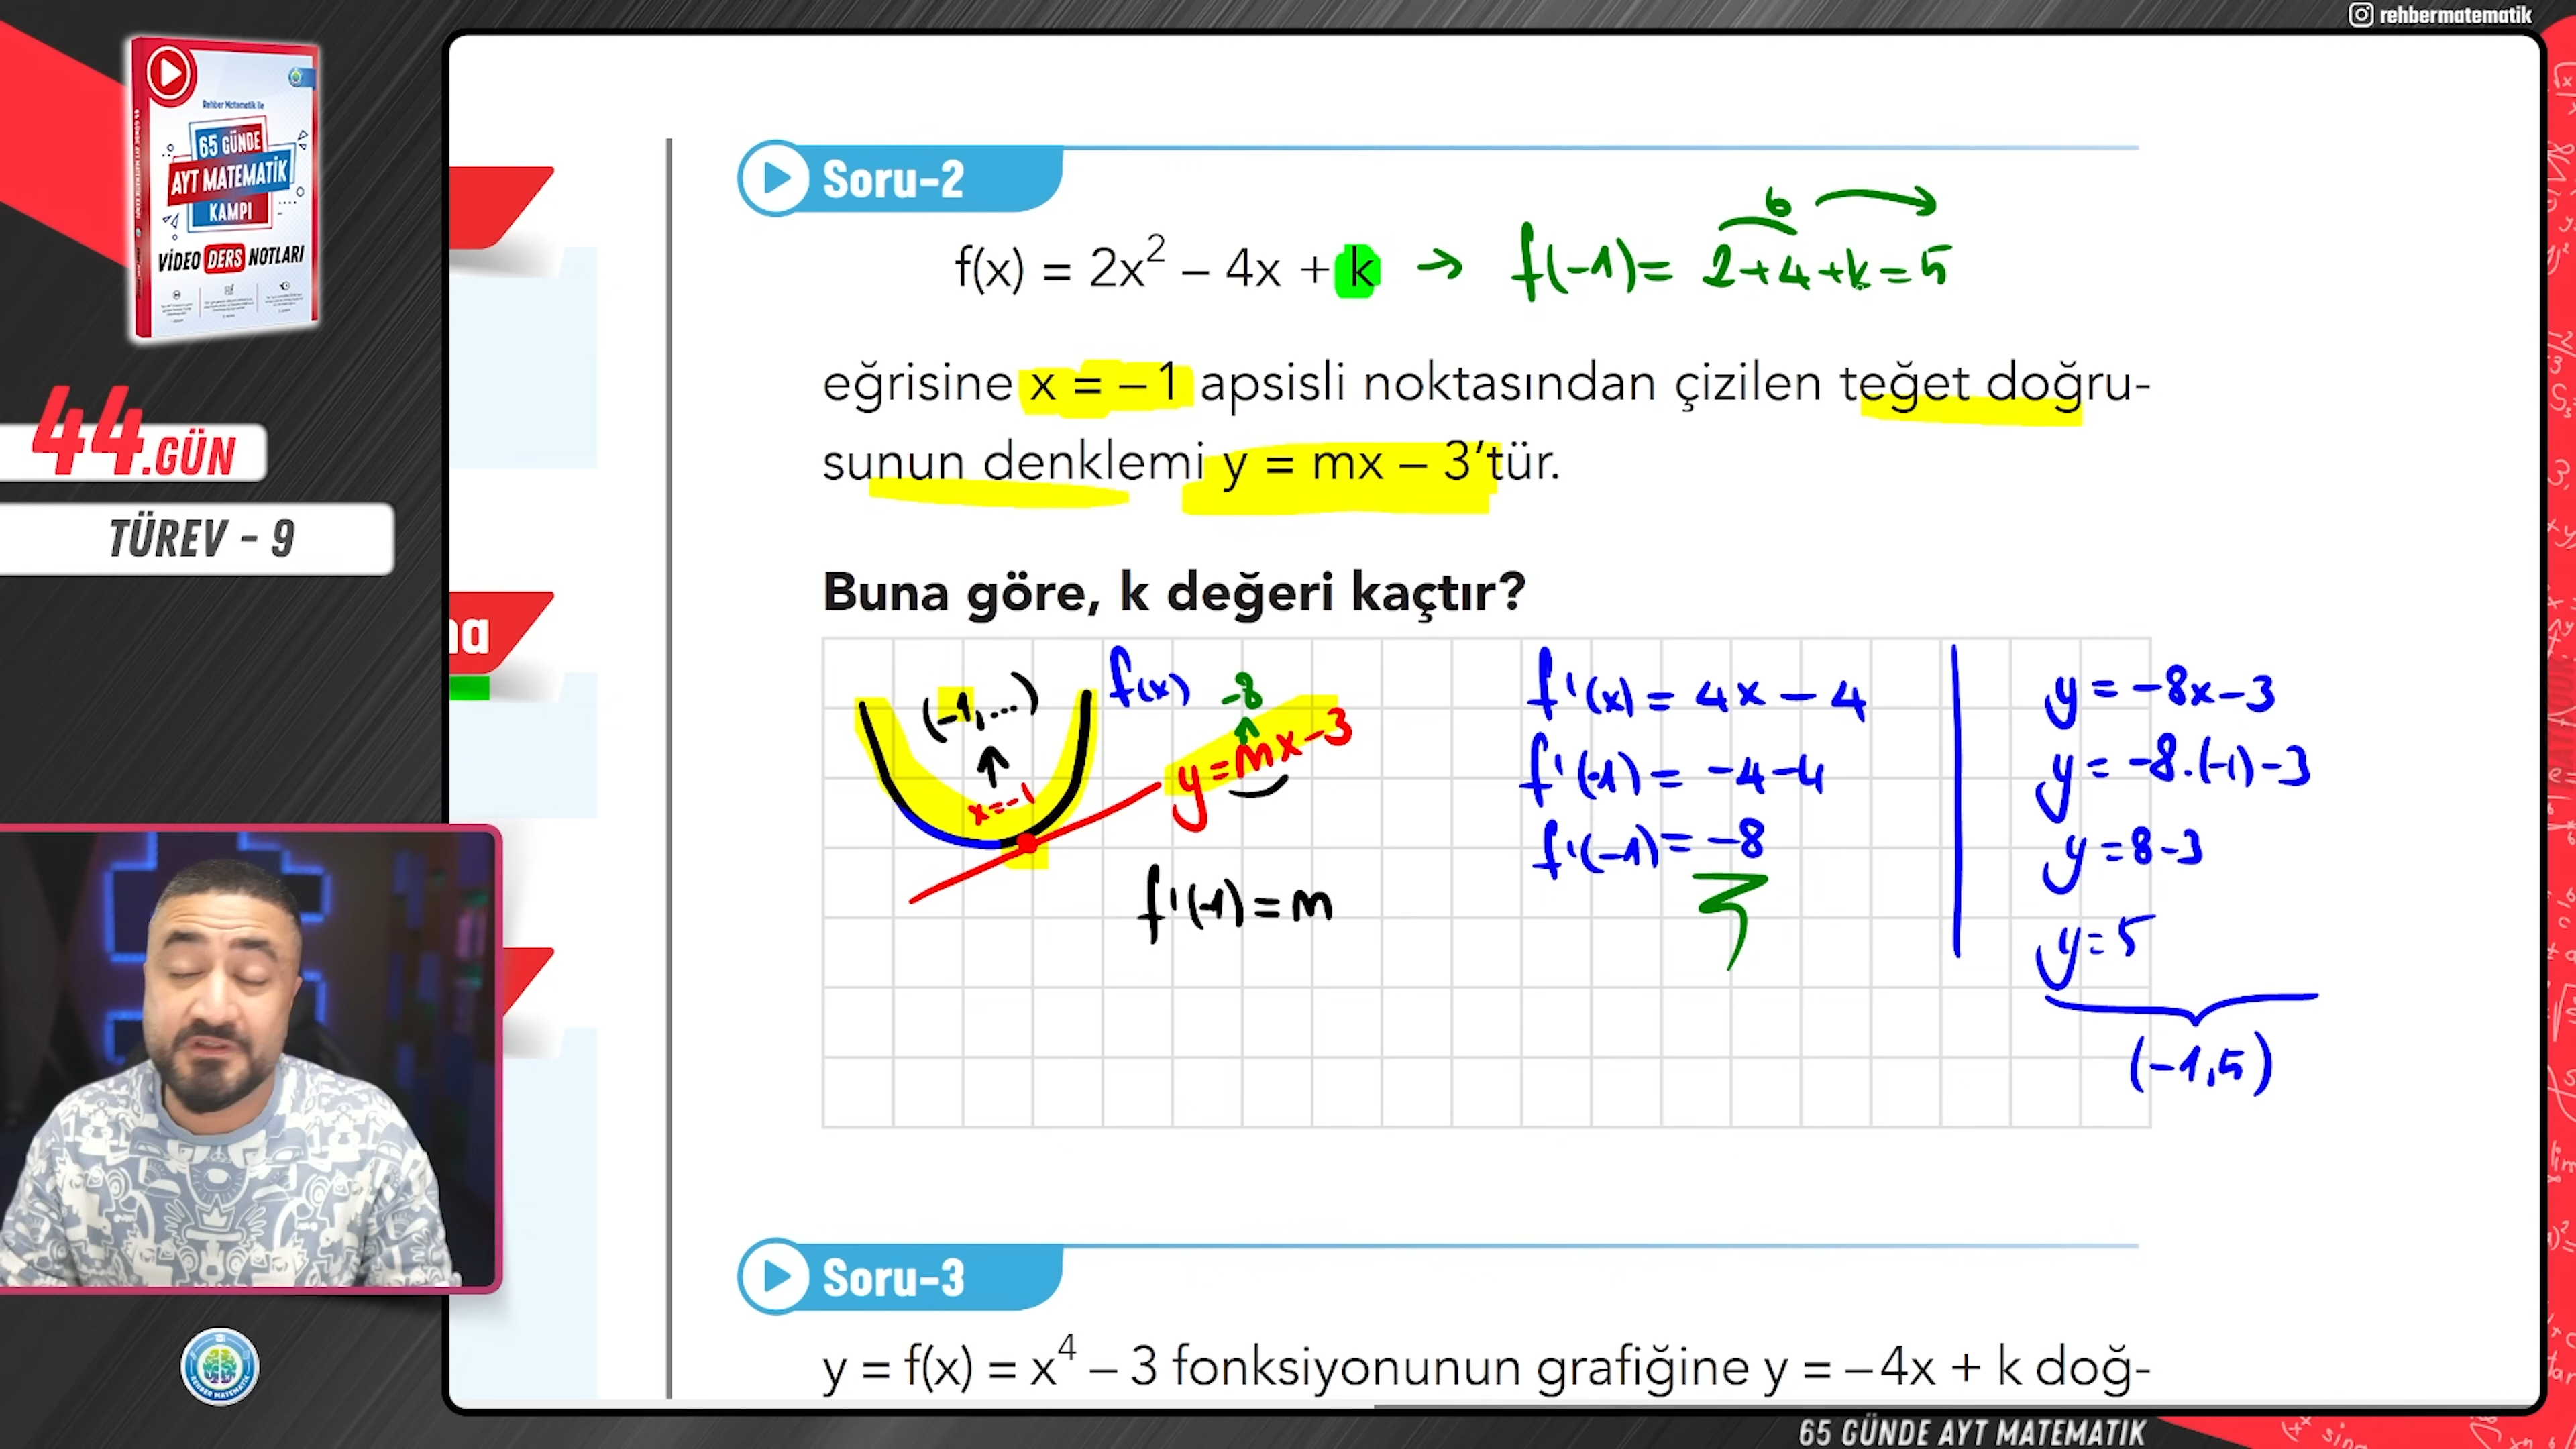 rehbermatematik
Rehber Matematik ile
65 GÜNDE
AYT MATEMATİK
KAMPI
VİDEO DERS NOTLARI
44.GÜN
TÜREV - 9
na
Soru-2
f(x) = 2x² – 4x + k → f(-1) = 2+4+k=5
6
eğrisine x = –1 apsisli noktasından çizilen teğet doğru-
sunun denklemi y = mx – 3'tür.
Buna göre, k değeri kaçtır?
(-1,...)
x=-1
f(x)
-8
y=mx-3
f'(-1)=m
f'(x) = 4x - 4
f'(-1) = -4-4
f'(-1) = -8
y = -8x-3
y = -8.(-1)-3
y = 8-3
y = 5
(-1,5)
Soru-3
y = f(x) = x⁴ – 3 fonksiyonunun grafiğine y = –4x + k doğ-
REHBER MATEMATİK
65 GÜNDE AYT MATEMATİK